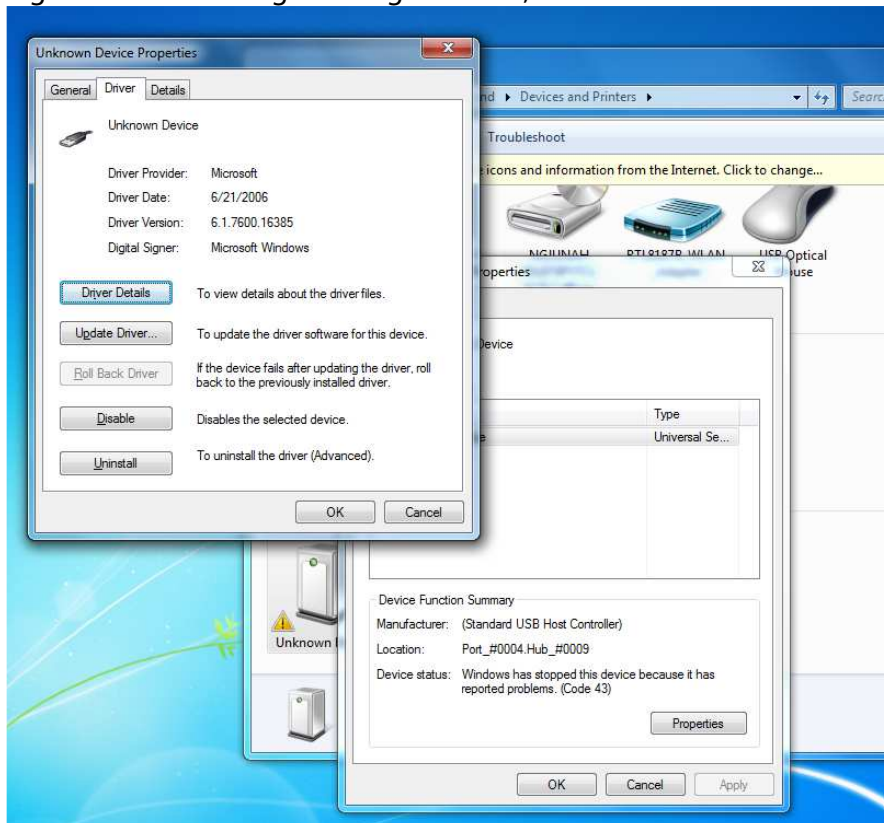 Unknown Device Properties
General Driver Details
Unknown Device
Driver Provider: Microsoft
Driver Date: 6/21/2006
Driver Version: 6.1.7600.16385
Digital Signer: Microsoft Windows
Driver Details To view details about the driver files.
Update Driver... To update the driver software for this device.
Roll Back Driver If the device fails after updating the driver, roll
back to the previously installed driver.
Disable Disables the selected device.
Uninstall To uninstall the driver (Advanced).
OK Cancel
nd ▸ Devices and Printers ▸
Troubleshoot
icons and information from the Internet. Click to change...
NGIUNAH RTL8187B WLAN USB Optical
operties
Device
Type
Universal Se...
Unknown
Device Function Summary
Manufacturer: (Standard USB Host Controller)
Location: Port_#0004.Hub_#0009
Device status: Windows has stopped this device because it has
reported problems. (Code 43)
Properties
OK Cancel Apply